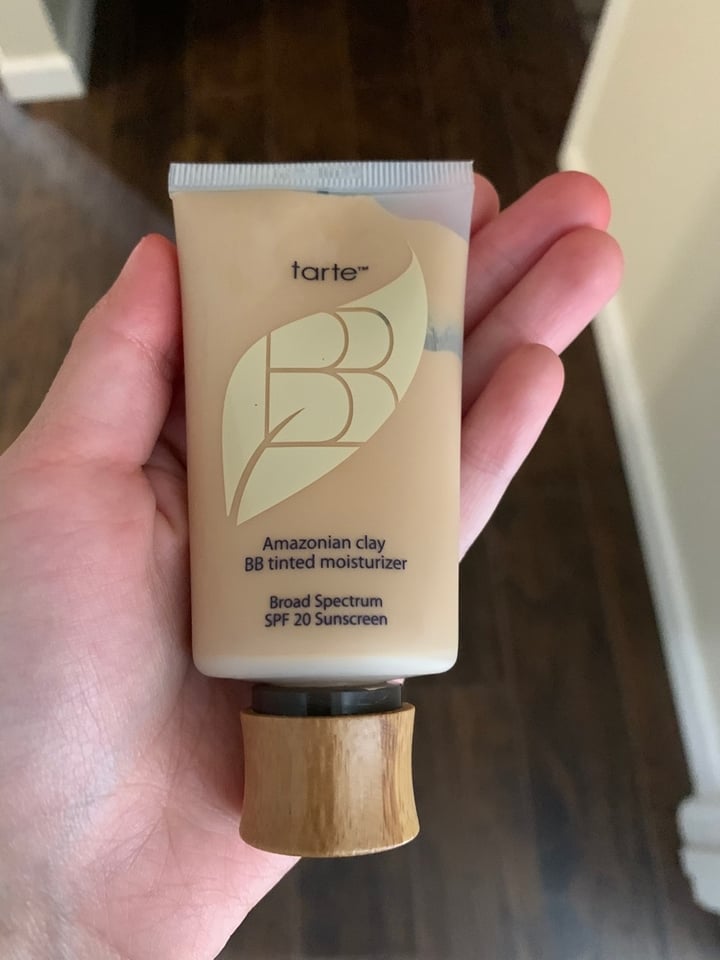 tarte™
BB
Amazonian clay
BB tinted moisturizer
Broad Spectrum
SPF 20 Sunscreen